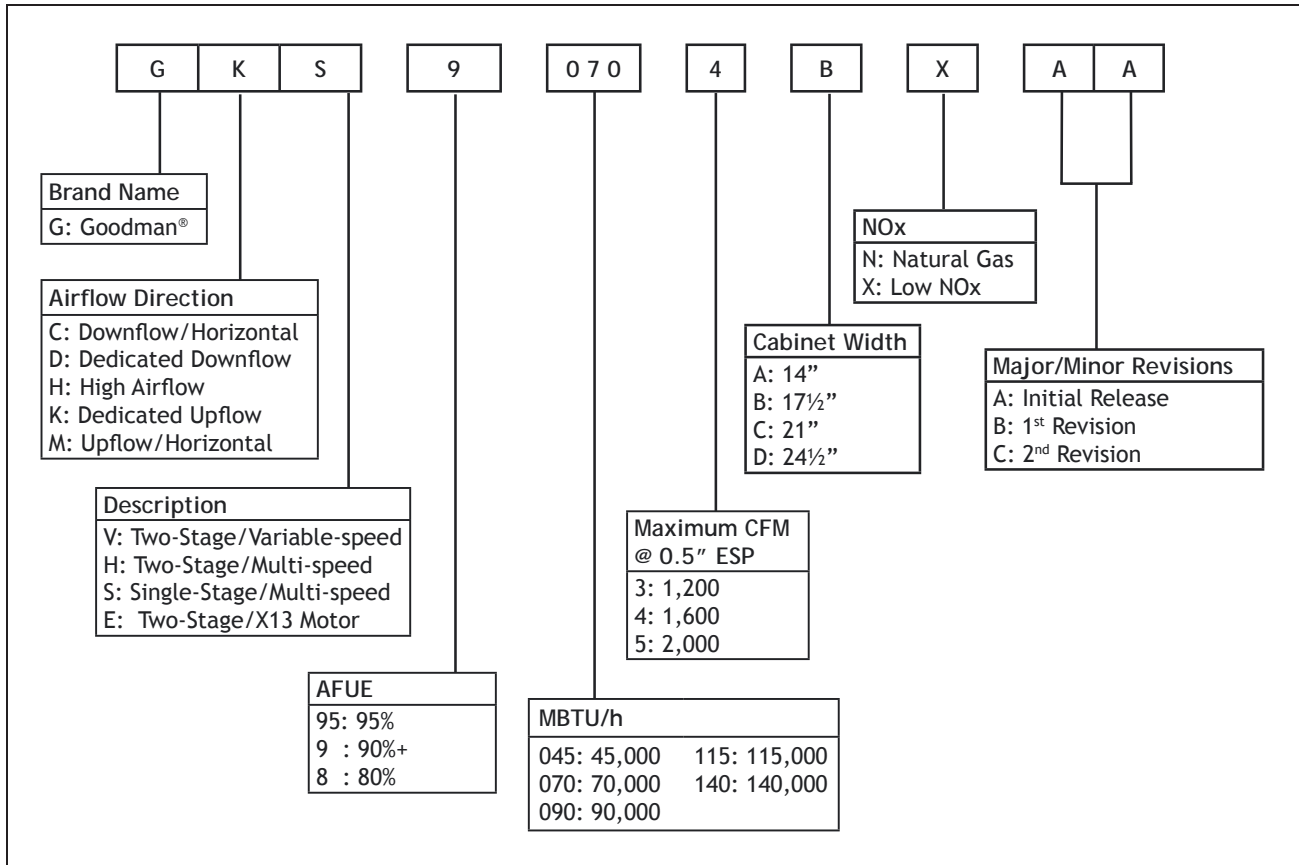 G K S 9 0 7 0 4 B X A A
Brand Name
G: Goodman®
Airflow Direction
C: Downflow/Horizontal
D: Dedicated Downflow
H: High Airflow
K: Dedicated Upflow
M: Upflow/Horizontal
Description
V: Two-Stage/Variable-speed
H: Two-Stage/Multi-speed
S: Single-Stage/Multi-speed
E: Two-Stage/X13 Motor
AFUE
95: 95%
9 : 90%+
8 : 80%
MBTU/h
045: 45,000 115: 115,000
070: 70,000 140: 140,000
090: 90,000
Maximum CFM
@ 0.5" ESP
3: 1,200
4: 1,600
5: 2,000
Cabinet Width
A: 14”
B: 17½”
C: 21”
D: 24½”
NOx
N: Natural Gas
X: Low NOx
Major/Minor Revisions
A: Initial Release
B: 1st Revision
C: 2nd Revision